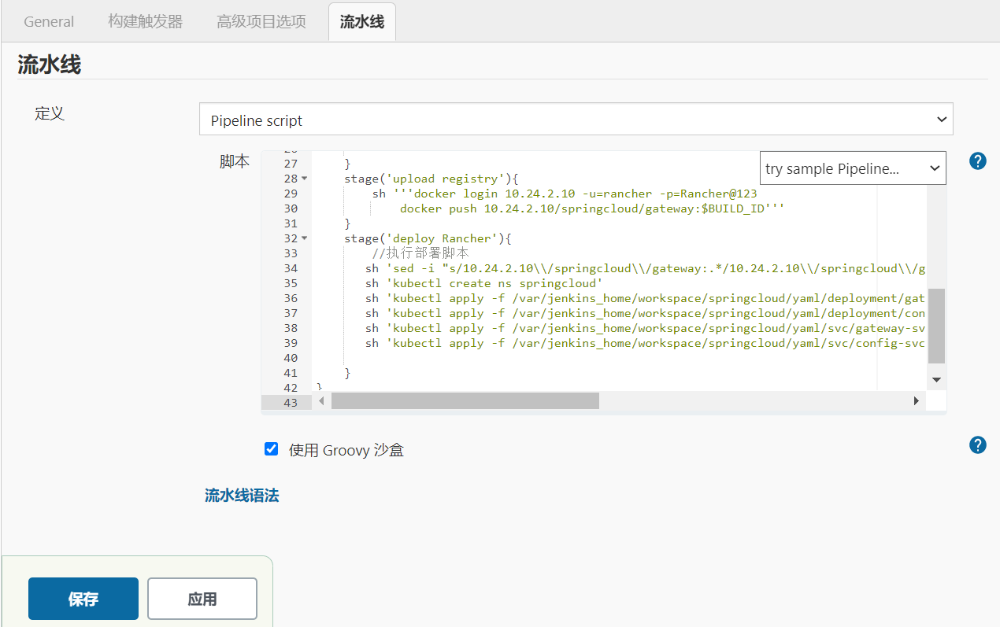 General 构建触发器 高级项目选项 流水线
流水线
定义
Pipeline script
脚本
try sample Pipeline...
27 }
28 stage('upload registry'){
29 sh '''docker login 10.24.2.10 -u=rancher -p=Rancher@123
30 docker push 10.24.2.10/springcloud/gateway:$BUILD_ID'''
31 }
32 stage('deploy Rancher'){
33 //执行部署脚本
34 sh 'sed -i "s/10.24.2.10\\/springcloud\\/gateway:.*/10.24.2.10\\/springcloud\\/g
35 sh 'kubectl create ns springcloud'
36 sh 'kubectl apply -f /var/jenkins_home/workspace/springcloud/yaml/deployment/gat
37 sh 'kubectl apply -f /var/jenkins_home/workspace/springcloud/yaml/deployment/con
38 sh 'kubectl apply -f /var/jenkins_home/workspace/springcloud/yaml/svc/gateway-sv
39 sh 'kubectl apply -f /var/jenkins_home/workspace/springcloud/yaml/svc/config-svc
40
41 }
42 }
43
使用 Groovy 沙盒
流水线语法
保存 应用